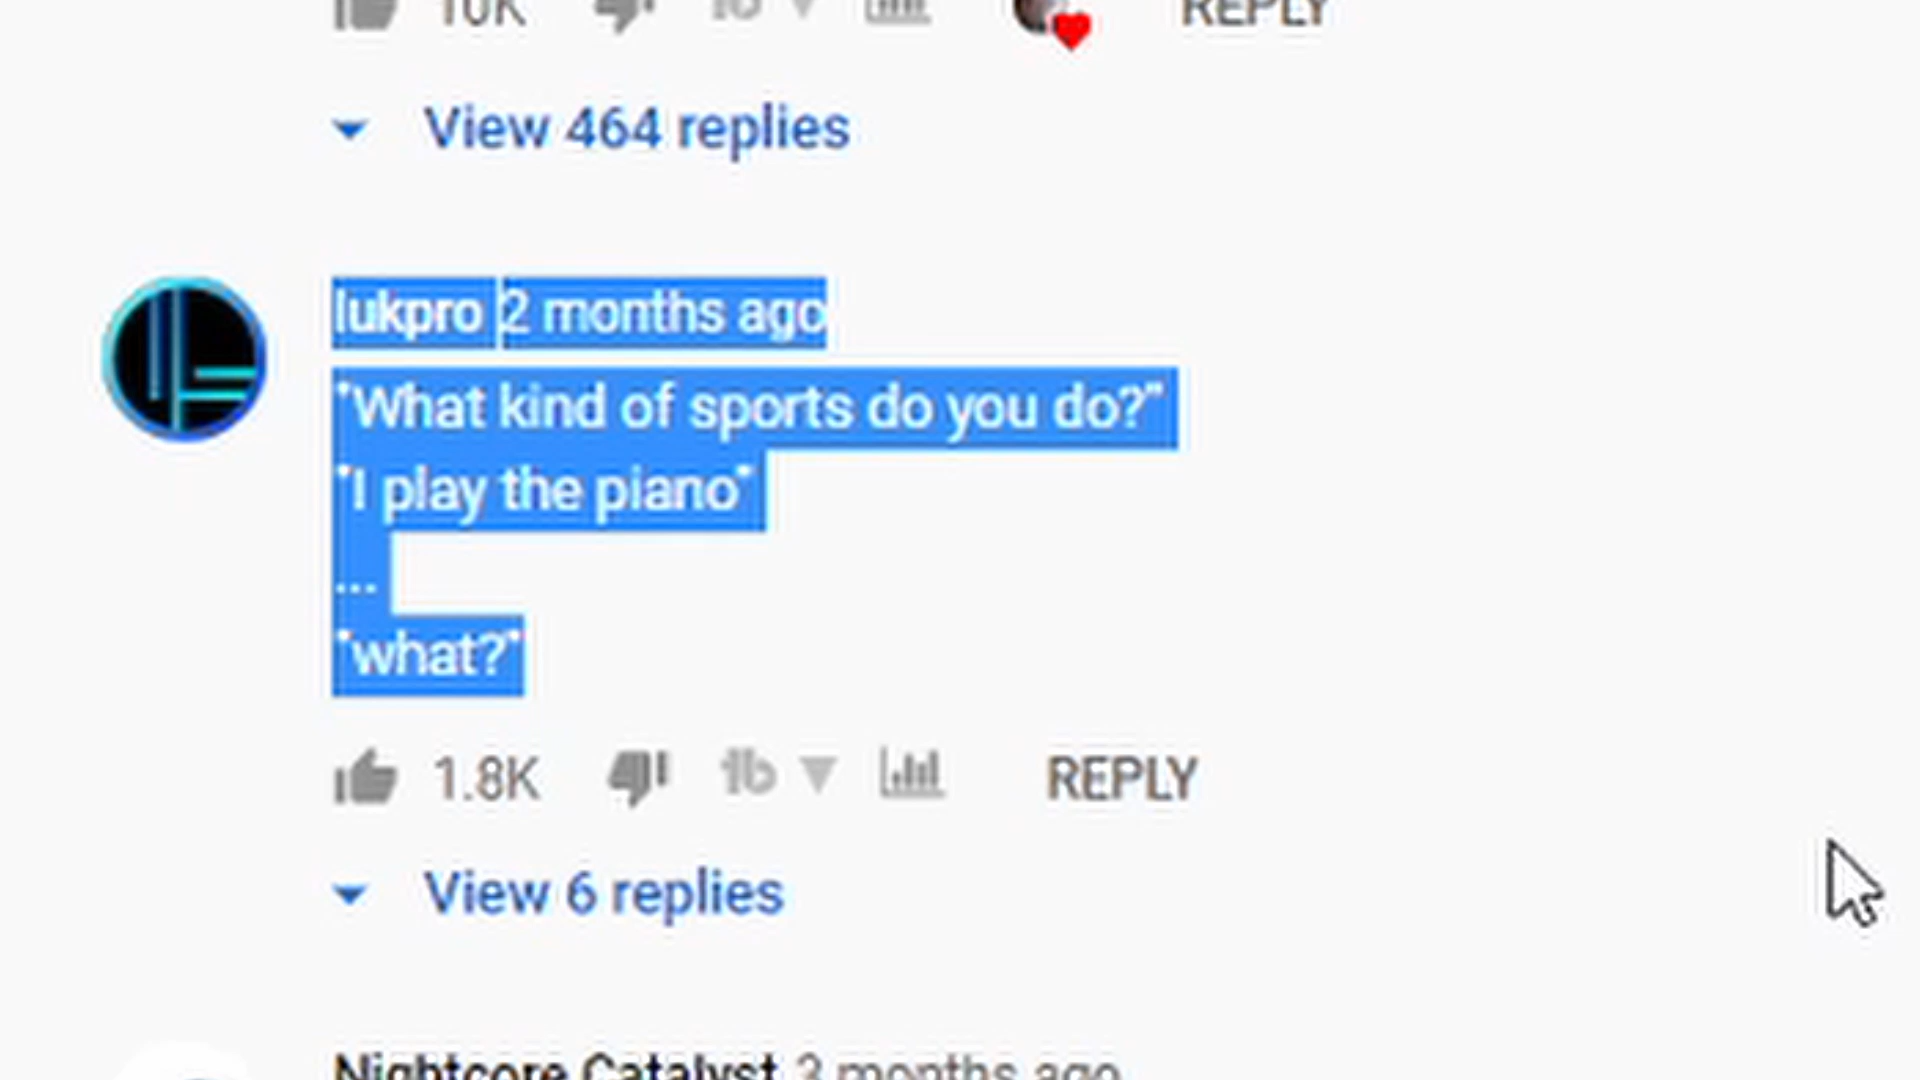 10K REPLY
View 464 replies
lukpro 2 months ago
"What kind of sports do you do?"
"I play the piano"
...
"what?"
1.8K REPLY
View 6 replies
Nightcore Catalyst 3 months ago